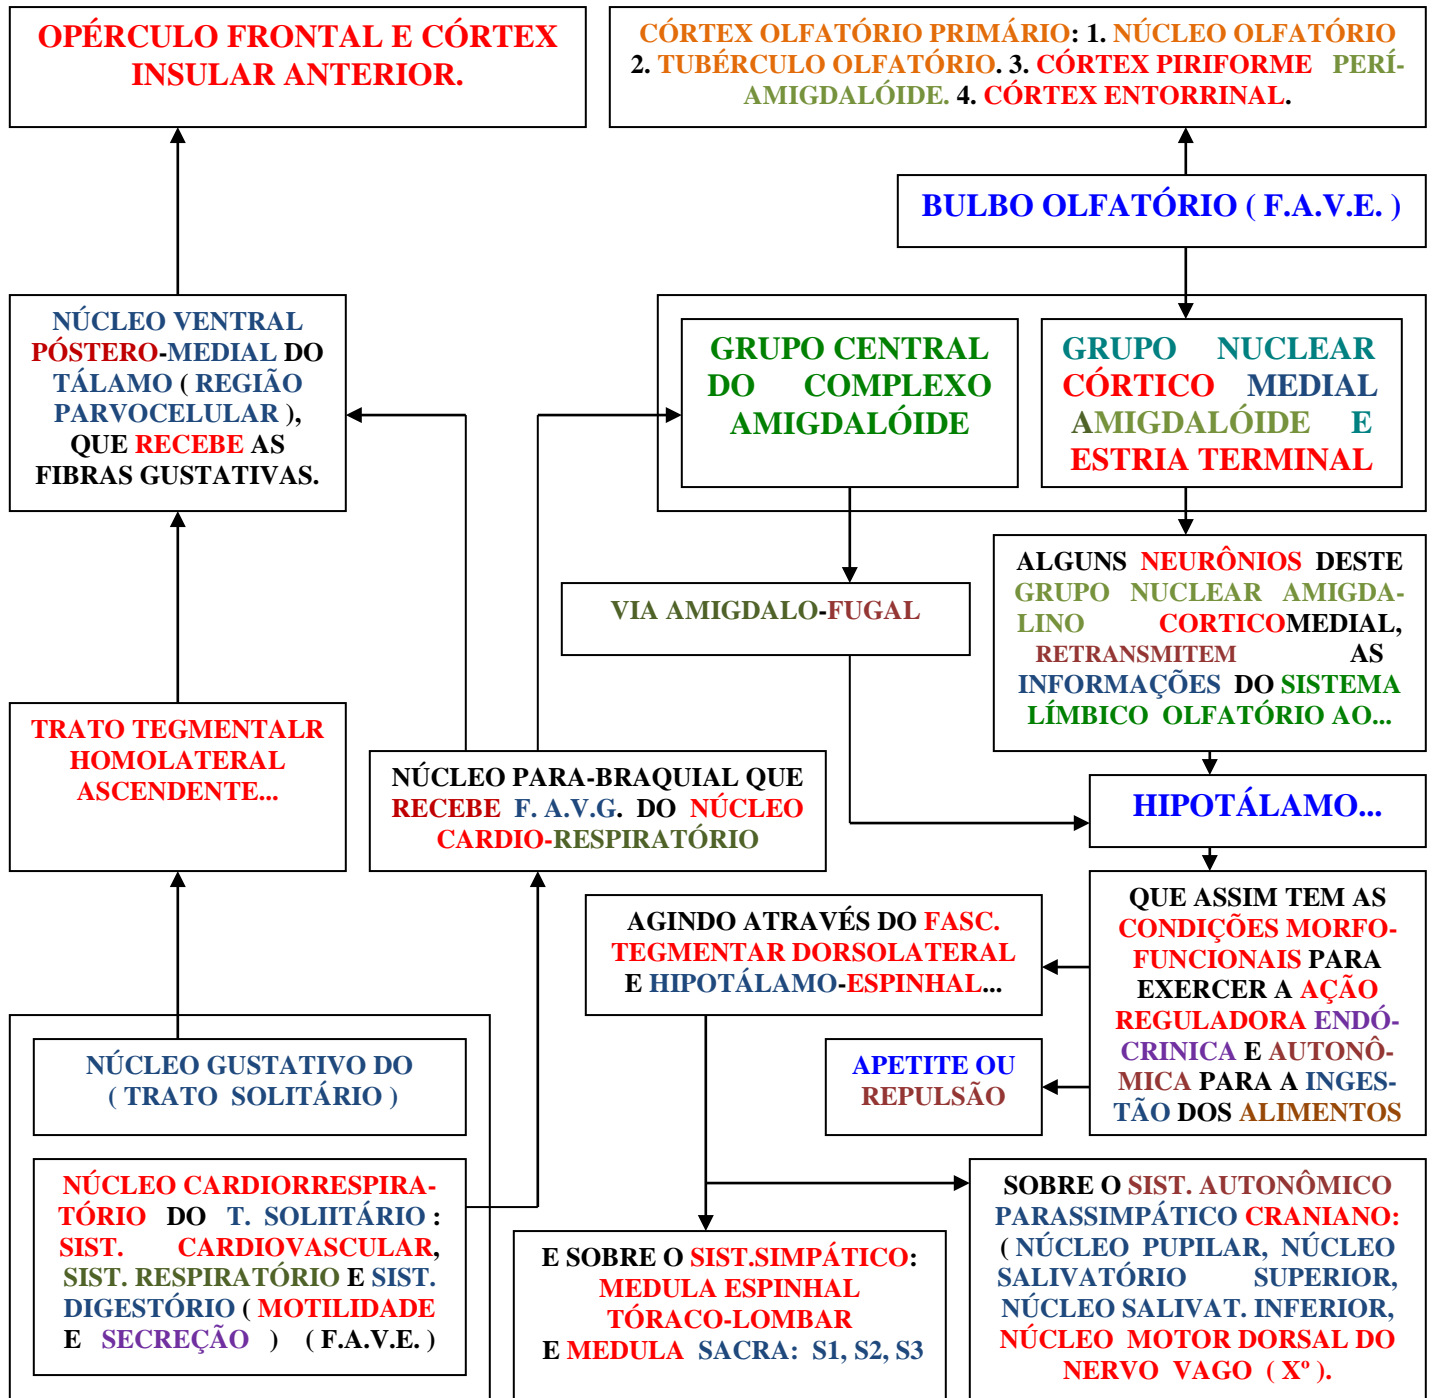 OPÉRCULO FRONTAL E CÓRTEX
INSULAR ANTERIOR.
CÓRTEX OLFATÓRIO PRIMÁRIO: 1. NÚCLEO OLFATÓRIO
2. TUBÉRCULO OLFATÓRIO. 3. CÓRTEX PIRIFORME PERÍ-
AMIGDALÓIDE. 4. CÓRTEX ENTORRINAL.
BULBO OLFATÓRIO ( F.A.V.E. )
NÚCLEO VENTRAL
PÓSTERO-MEDIAL DO
TÁLAMO ( REGIÃO
PARVOCELULAR ),
QUE RECEBE AS
FIBRAS GUSTATIVAS.
GRUPO CENTRAL
DO COMPLEXO
AMIGDALÓIDE
GRUPO NUCLEAR
CÓRTICO MEDIAL
AMIGDALÓIDE E
ESTRIA TERMINAL
ALGUNS NEURÔNIOS DESTE
GRUPO NUCLEAR AMIGDA-
LINO CORTICOMEDIAL,
RETRANSMITEM AS
INFORMAÇÕES DO SISTEMA
LÍMBICO OLFATÓRIO AO...
VIA AMIGDALO-FUGAL
TRATO TEGMENTALR
HOMOLATERAL
ASCENDENTE...
NÚCLEO PARA-BRAQUIAL QUE
RECEBE F. A.V.G. DO NÚCLEO
CARDIO-RESPIRATÓRIO
HIPOTÁLAMO...
QUE ASSIM TEM AS
CONDIÇÕES MORFO-
FUNCIONAIS PARA
EXERCER A AÇÃO
REGULADORA ENDÓ-
CRINICA E AUTONÔ-
MICA PARA A INGES-
TÃO DOS ALIMENTOS
AGINDO ATRAVÉS DO FASC.
TEGMENTAR DORSOLATERAL
E HIPOTÁLAMO-ESPINHAL...
APETITE OU
REPULSÃO
NÚCLEO GUSTATIVO DO
( TRATO SOLITÁRIO )
NÚCLEO CARDIORRESPIRA-
TÓRIO DO T. SOLIITÁRIO :
SIST. CARDIOVASCULAR,
SIST. RESPIRATÓRIO E SIST.
DIGESTÓRIO ( MOTILIDADE
E SECREÇÃO ) ( F.A.V.E. )
E SOBRE O SIST.SIMPÁTICO:
MEDULA ESPINHAL
TÓRACO-LOMBAR
E MEDULA SACRA: S1, S2, S3
SOBRE O SIST. AUTONÔMICO
PARASSIMPÁTICO CRANIANO:
( NÚCLEO PUPILAR, NÚCLEO
SALIVATÓRIO SUPERIOR,
NÚCLEO SALIVAT. INFERIOR,
NÚCLEO MOTOR DORSAL DO
NERVO VAGO ( Xº ).